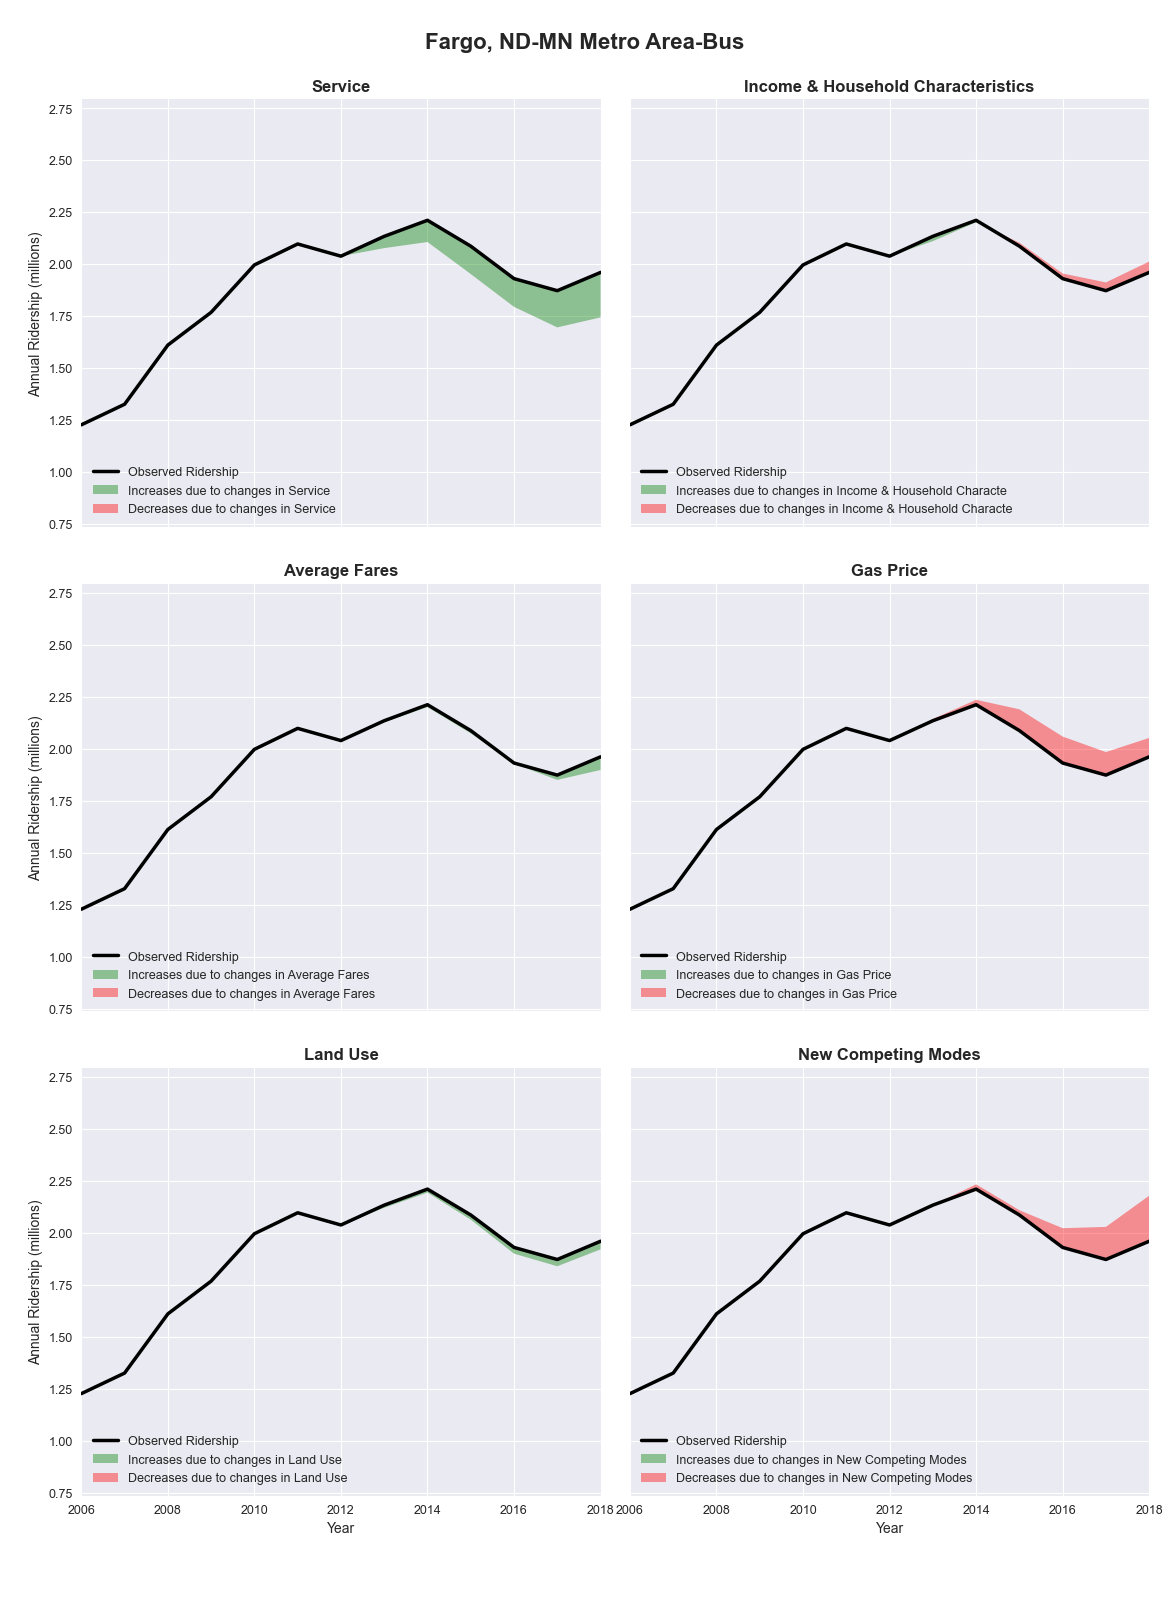 Fargo, ND-MN Metro Area-Bus
Service
2.75
2.50
2.25
2.00
1.75
1.50
1.25
1.00
0.75
Annual Ridership (millions)
Observed Ridership
Increases due to changes in Service
Decreases due to changes in Service
Income & Household Characteristics
Observed Ridership
Increases due to changes in Income & Household Characte
Decreases due to changes in Income & Household Characte
Average Fares
2.75
2.50
2.25
2.00
1.75
1.50
1.25
1.00
0.75
Annual Ridership (millions)
Observed Ridership
Increases due to changes in Average Fares
Decreases due to changes in Average Fares
Gas Price
Observed Ridership
Increases due to changes in Gas Price
Decreases due to changes in Gas Price
Land Use
2.75
2.50
2.25
2.00
1.75
1.50
1.25
1.00
0.75
Annual Ridership (millions)
Observed Ridership
Increases due to changes in Land Use
Decreases due to changes in Land Use
2006 2008 2010 2012 2014 2016 2018
Year
New Competing Modes
Observed Ridership
Increases due to changes in New Competing Modes
Decreases due to changes in New Competing Modes
2006 2008 2010 2012 2014 2016 2018
Year